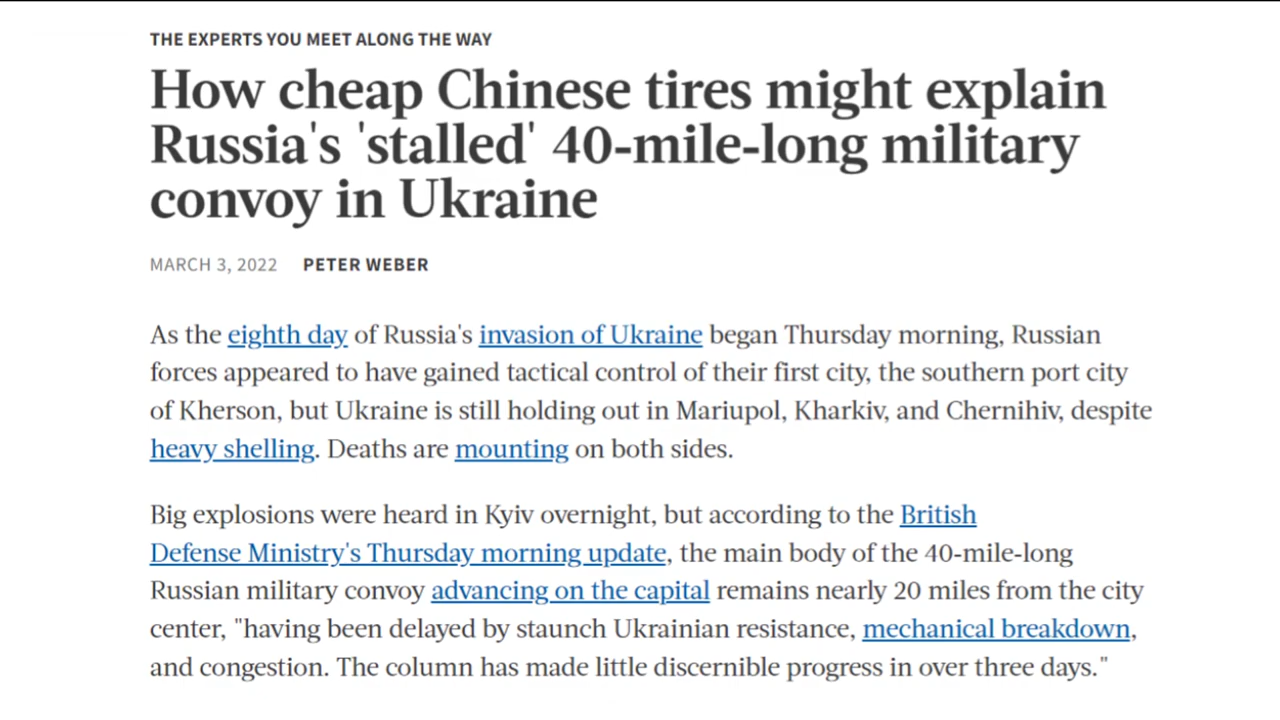 THE EXPERTS YOU MEET ALONG THE WAY
How cheap Chinese tires might explain
Russia's 'stalled' 40-mile-long military
convoy in Ukraine
MARCH 3, 2022 PETER WEBER
As the eighth day of Russia's invasion of Ukraine began Thursday morning, Russian
forces appeared to have gained tactical control of their first city, the southern port city
of Kherson, but Ukraine is still holding out in Mariupol, Kharkiv, and Chernihiv, despite
heavy shelling. Deaths are mounting on both sides.
Big explosions were heard in Kyiv overnight, but according to the British
Defense Ministry's Thursday morning update, the main body of the 40-mile-long
Russian military convoy advancing on the capital remains nearly 20 miles from the city
center, "having been delayed by staunch Ukrainian resistance, mechanical breakdown,
and congestion. The column has made little discernible progress in over three days."